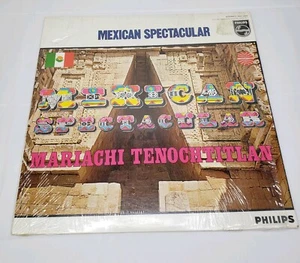 MEXICAN SPECTACULAR
PHILIPS
MEXICAN
SPECTACULAR
MARIACHI TENOCHTITLAN
PHILIPS